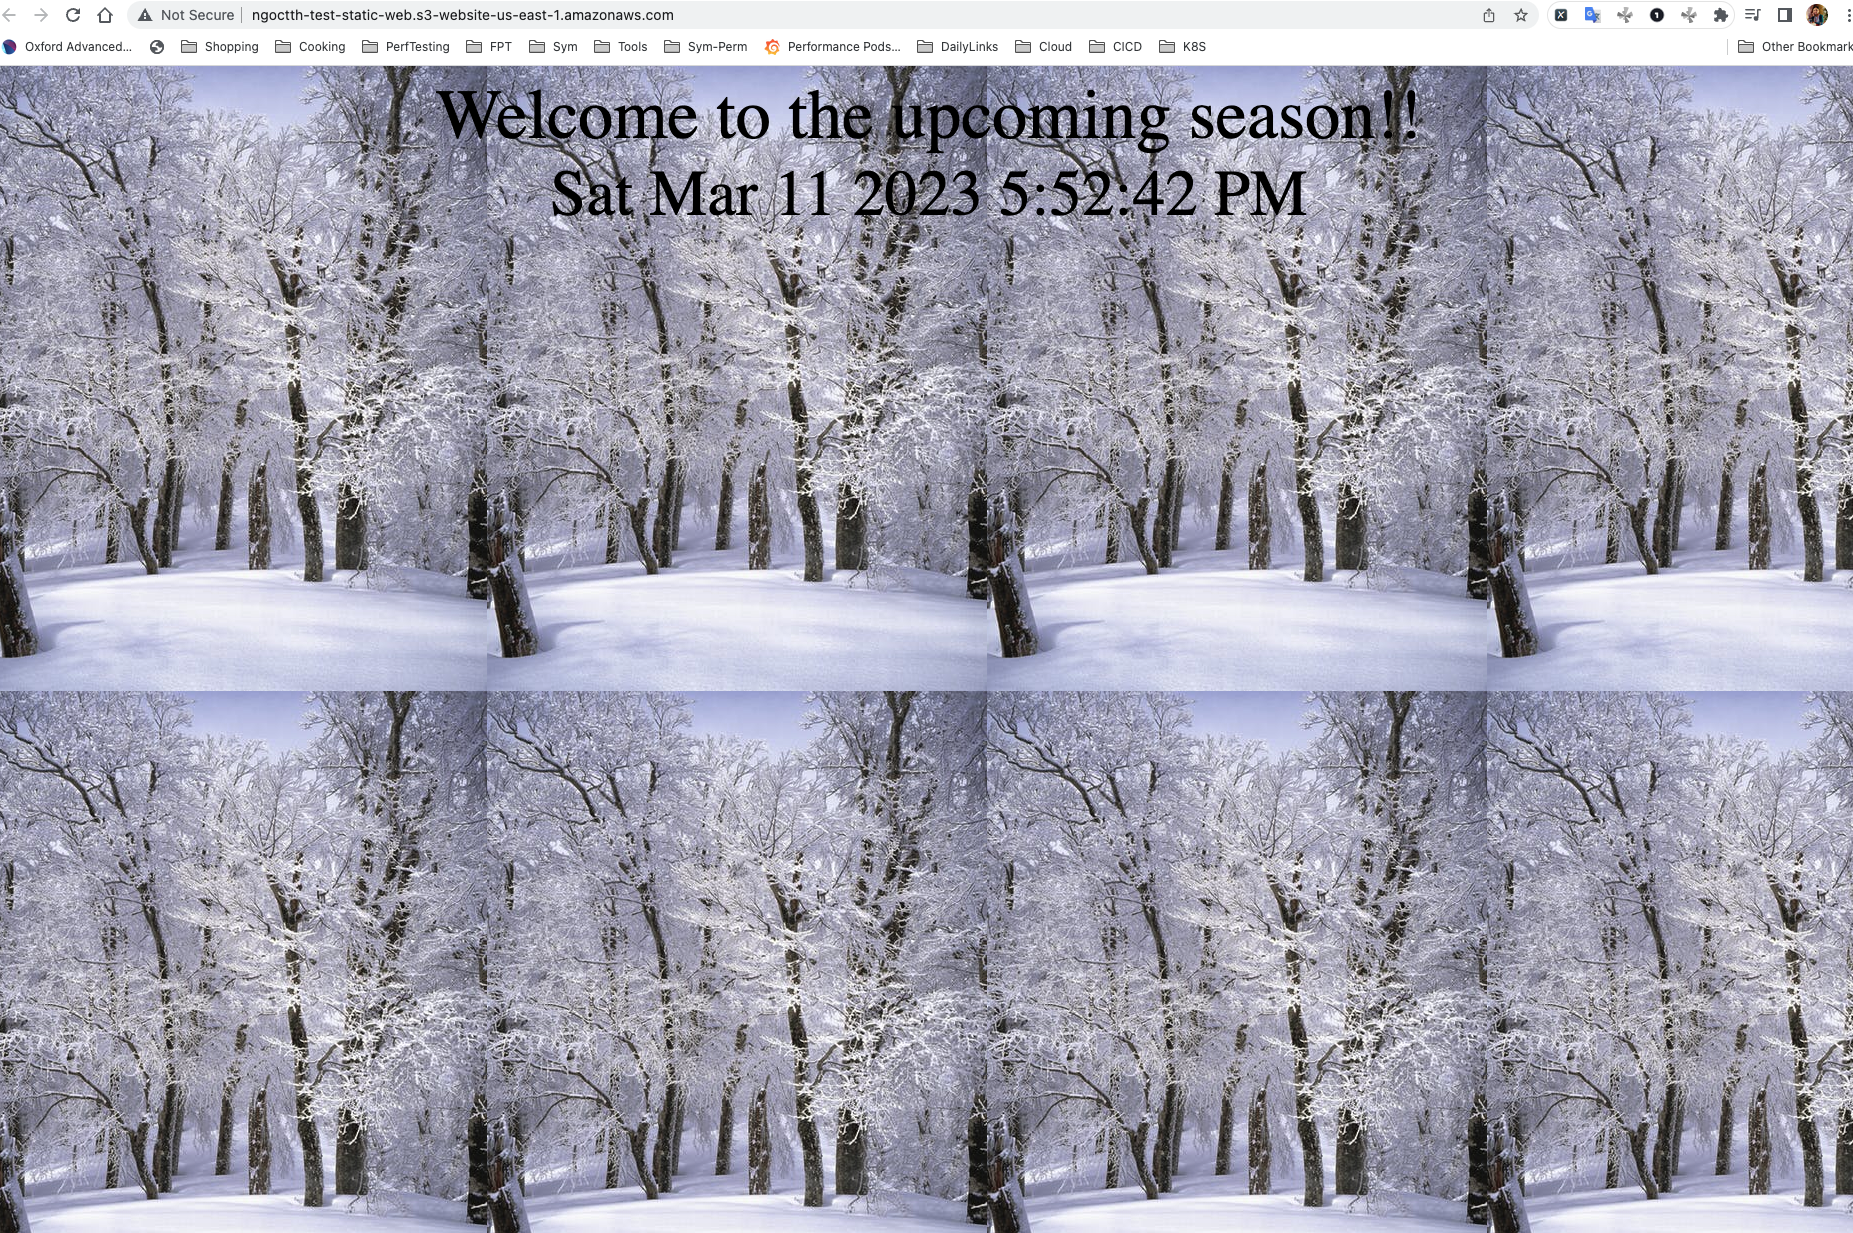 Not Secure ngoctth-test-static-web.s3-website-us-east-1.amazonaws.com
Oxford Advanced... Shopping Cooking PerfTesting FPT Sym Tools Sym-Perm Performance Pods... DailyLinks Cloud CICD K8S Other Bookmark
Welcome to the upcoming season!!
Sat Mar 11 2023 5:52:42 PM